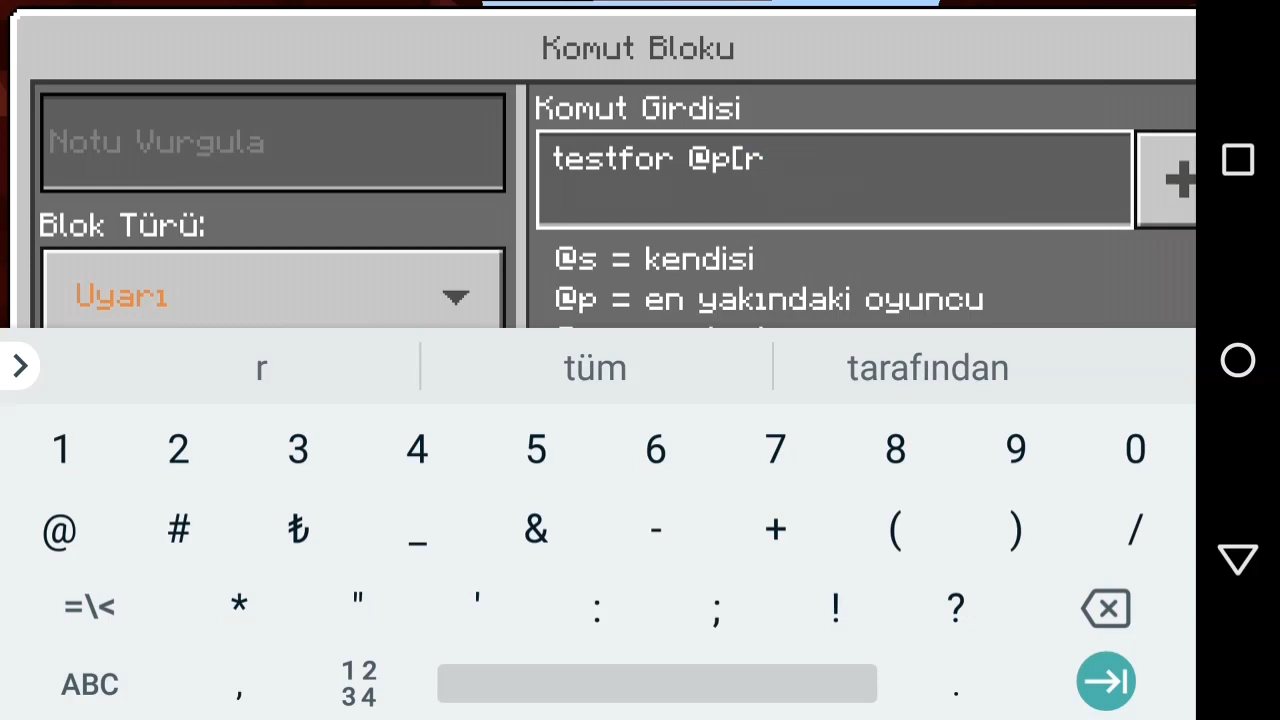 Komut Bloku
Notu Vurgula
Komut Girdisi
testfor @p[r
Blok Türü:
Uyarı
@s = kendisi
@p = en yakındaki oyuncu
r tüm tarafından
1 2 3 4 5 6 7 8 9 0
@ # ₺ _ & - + ( ) /
=\< * " ' : ; ! ?
ABC , 12 34 .